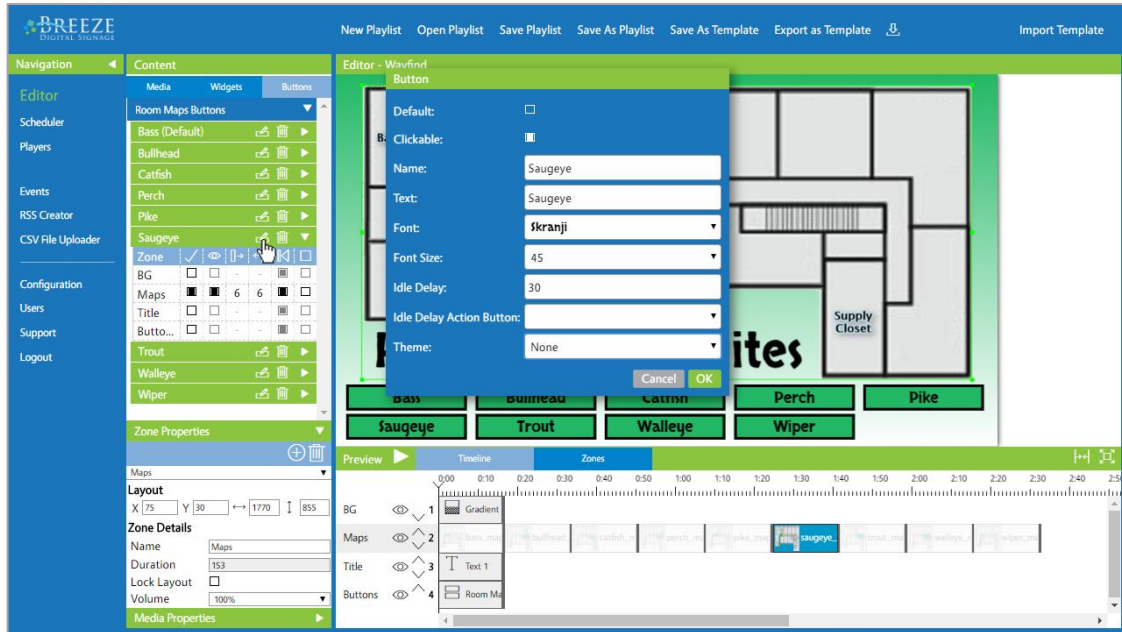 BREEZE
DIGITAL SIGNAGE
New Playlist Open Playlist Save Playlist Save As Playlist Save As Template Export as Template Import Template
Navigation
Editor
Scheduler
Players
Events
RSS Creator
CSV File Uploader
Configuration
Users
Support
Logout
Content
Media Widgets Buttons
Room Maps Buttons
Bass (Default)
Bullhead
Catfish
Perch
Pike
Saugeye
Zone
BG - -
Maps 6 6
Title - -
Butto... - -
Trout
Walleye
Wiper
Zone Properties
Maps
Layout
X 75 Y 30 1770 855
Zone Details
Name Maps
Duration 153
Lock Layout
Volume 100%
Media Properties
Editor - Wayfind
Button
Default:
Clickable:
Name: Saugeye
Text: Saugeye
Font: Skranji
Font Size: 45
Idle Delay: 30
Idle Delay Action Button:
Theme: None
Cancel OK
Supply
Closet
ites
Bass Bullhead Catfish Perch Pike
Saugeye Trout Walleye Wiper
Preview Timeline Zones
0:00 0:10 0:20 0:30 0:40 0:50 1:00 1:10 1:20 1:30 1:40 1:50 2:00 2:10 2:20 2:30 2:40 2:5
BG 1 Gradient
Maps 2 bass_map bullhead_ catfish_m perch_ma pike_map saugeye_ trout_ma walleye_ wiper_ma
Title 3 Text 1
Buttons 4 Room Ma